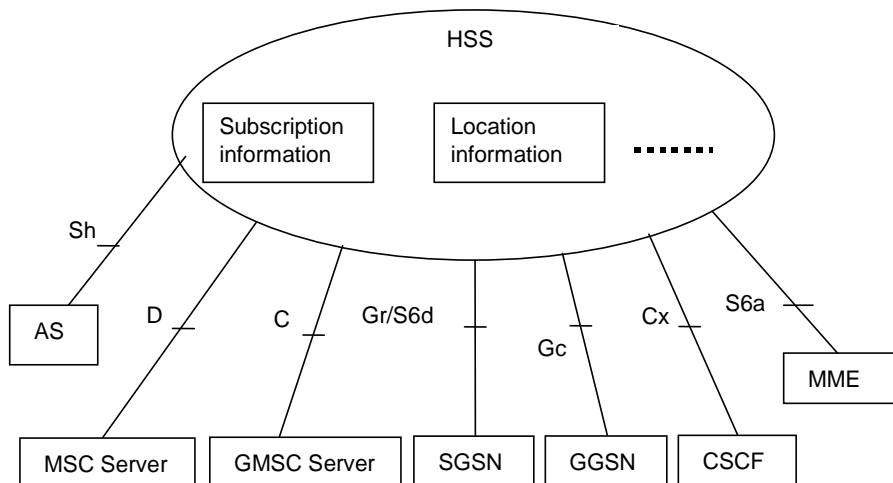 HSS
Subscription
information
Location
information
Sh
D
C
Gr/S6d
Gc
Cx
S6a
AS
MME
MSC Server
GMSC Server
SGSN
GGSN
CSCF